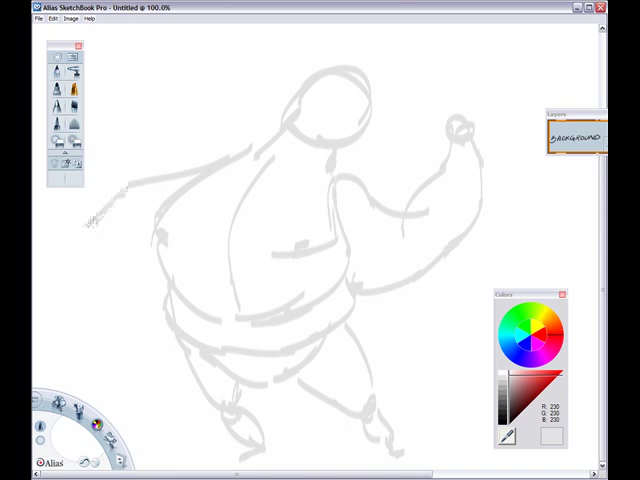 Alias SketchBook Pro - Untitled @ 100.0%
File Edit Image Help
Layers
BACKGROUND
Colors
R: 230
G: 230
B: 230
Alias